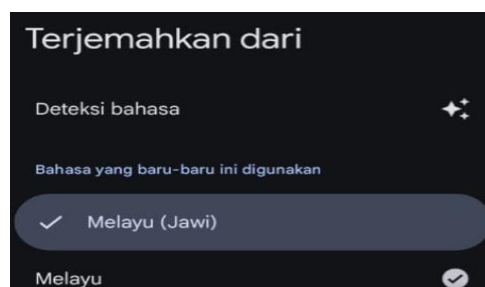 Terjemahkan dari
Deteksi bahasa
Bahasa yang baru-baru ini digunakan
Melayu (Jawi)
Melayu